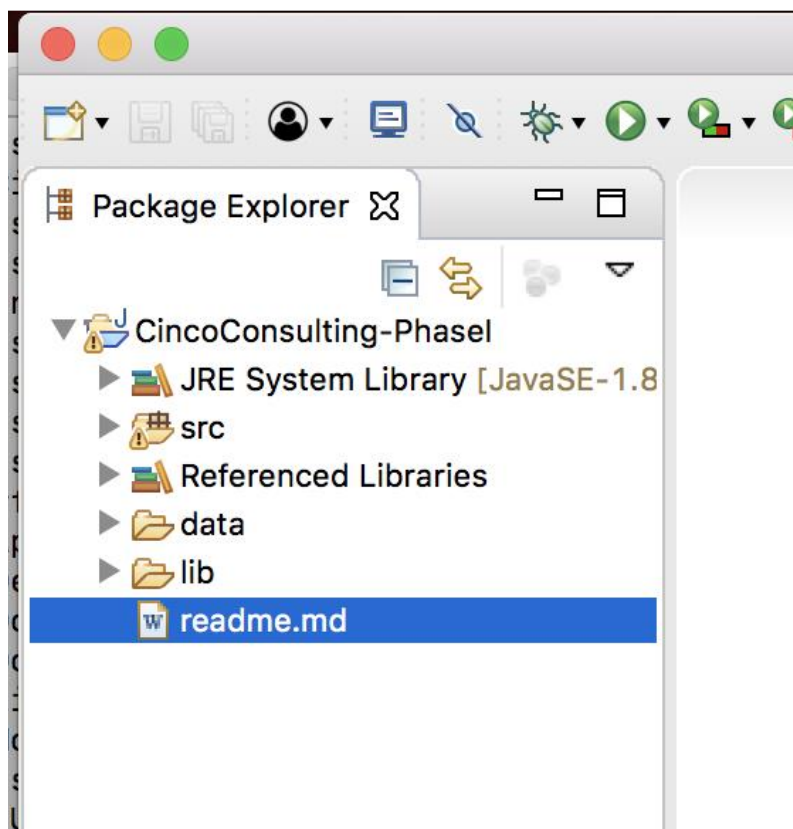 Package Explorer
CincoConsulting-PhaseI
JRE System Library [JavaSE-1.8
src
Referenced Libraries
data
lib
readme.md